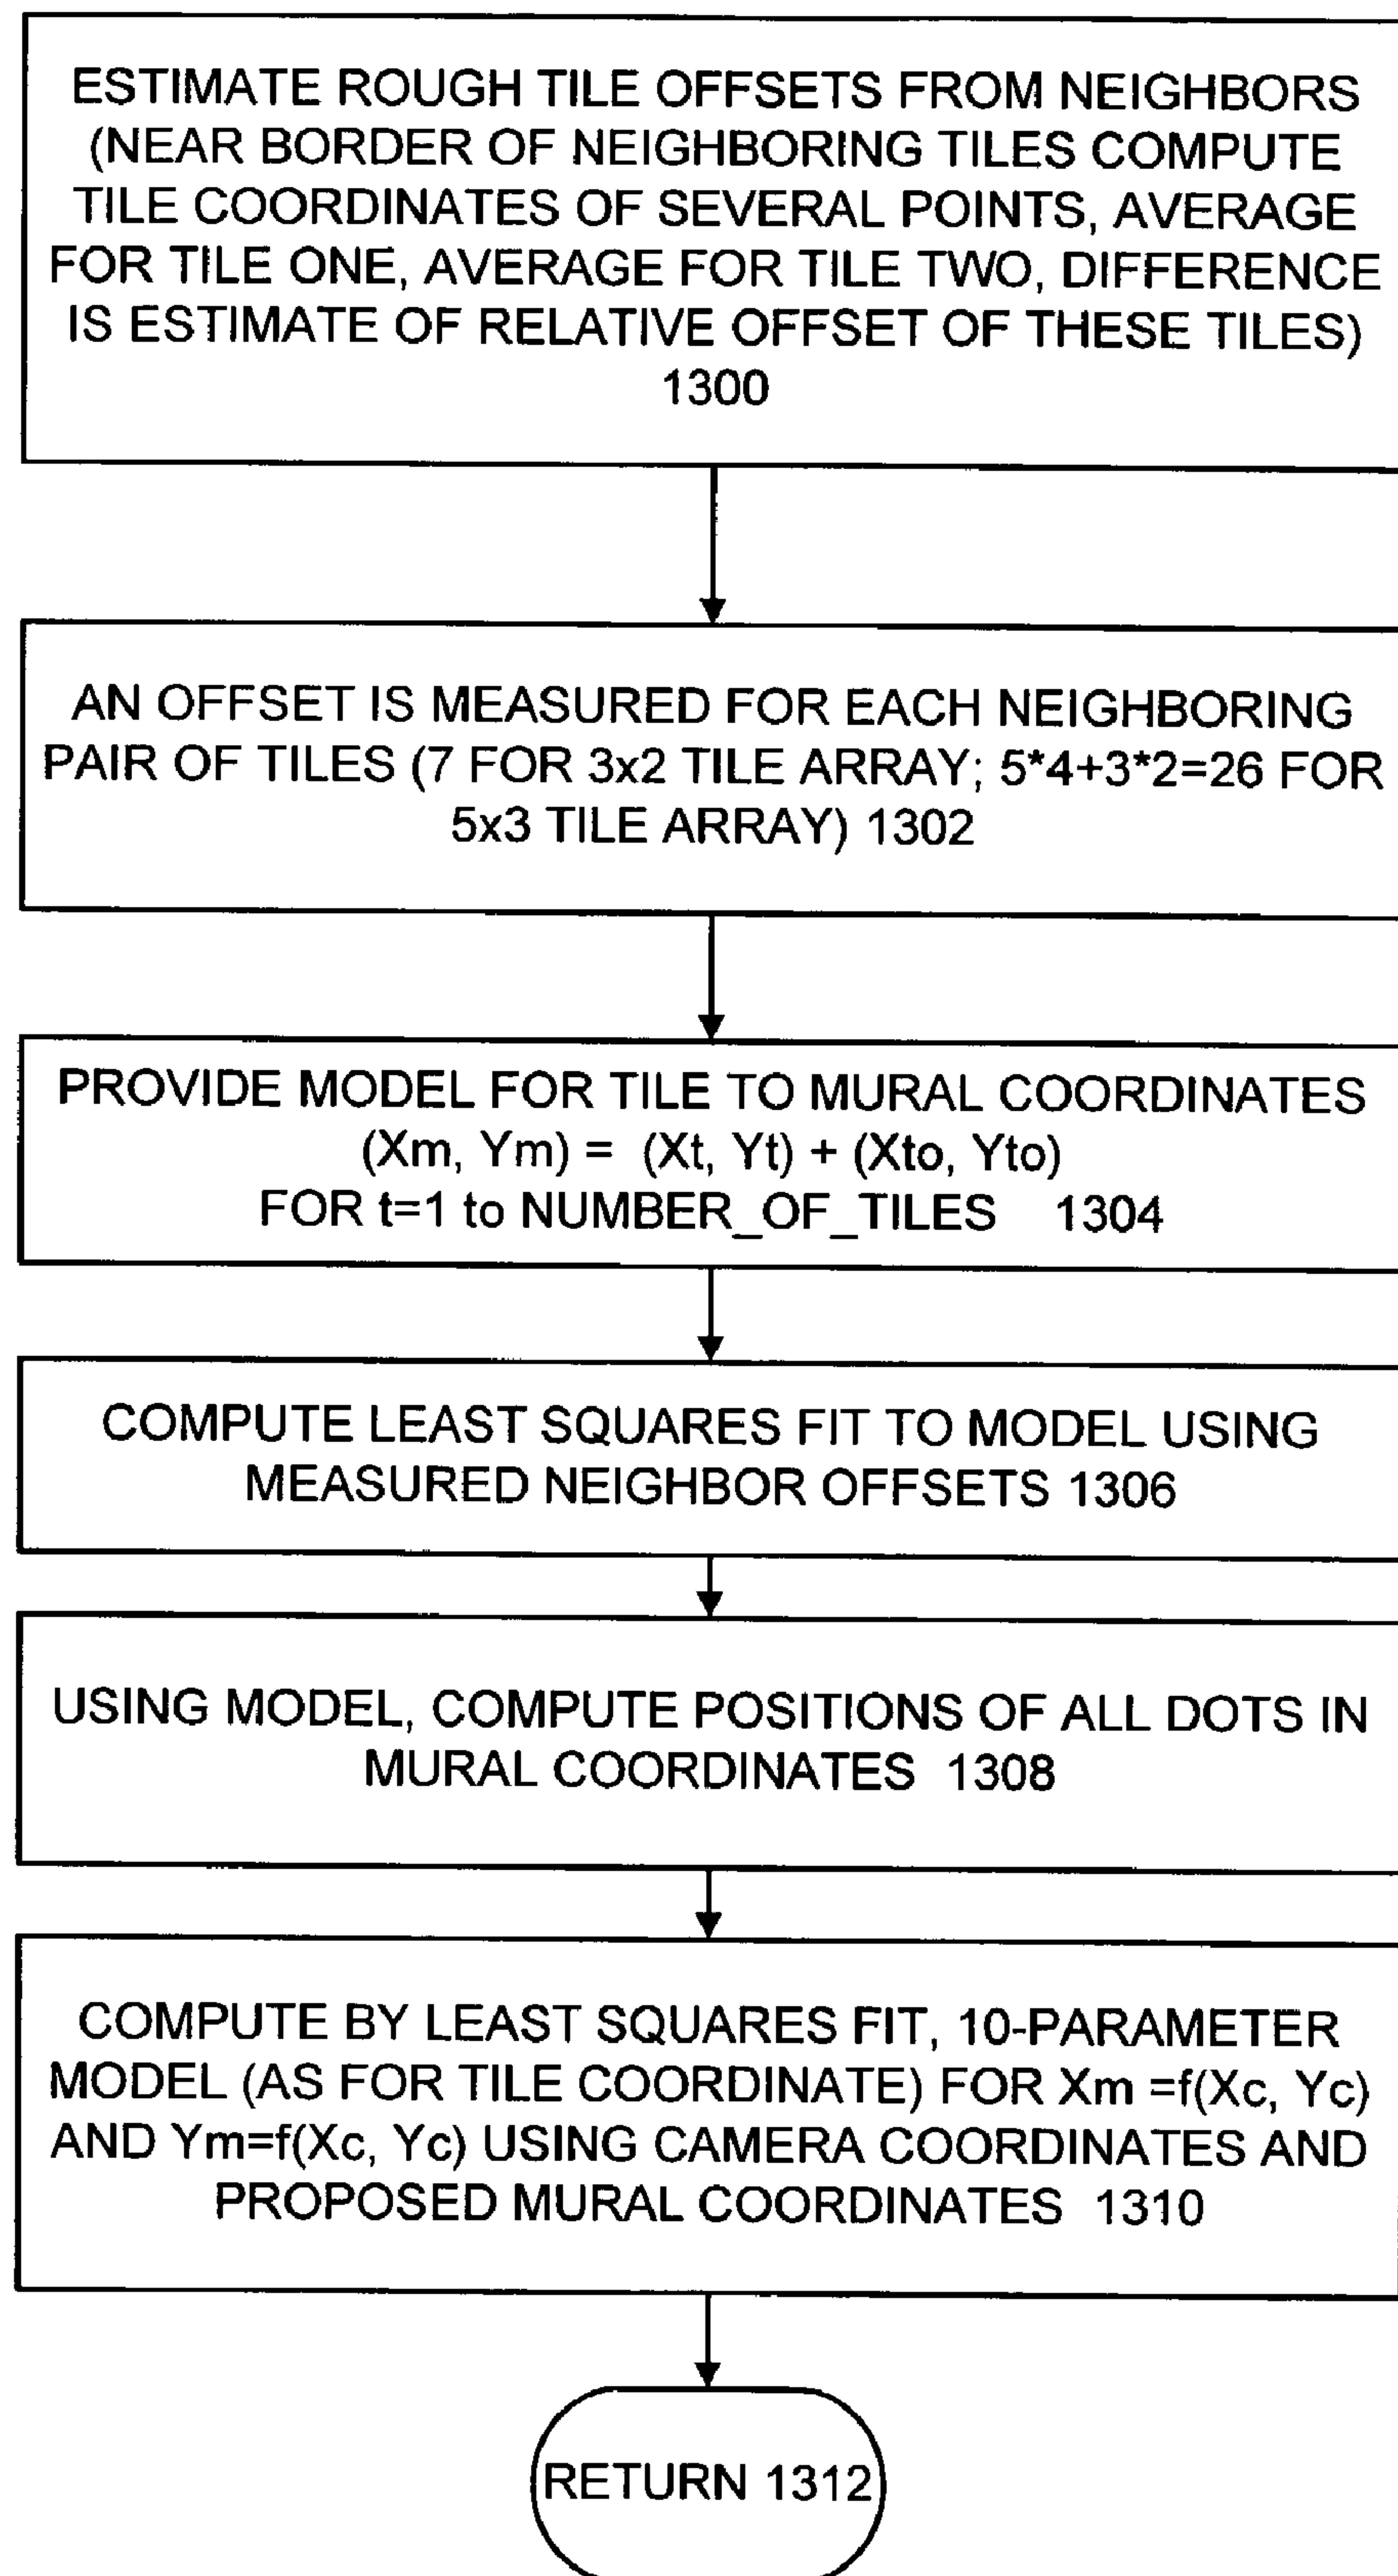 ESTIMATE ROUGH TILE OFFSETS FROM NEIGHBORS
(NEAR BORDER OF NEIGHBORING TILES COMPUTE
TILE COORDINATES OF SEVERAL POINTS, AVERAGE
FOR TILE ONE, AVERAGE FOR TILE TWO, DIFFERENCE
IS ESTIMATE OF RELATIVE OFFSET OF THESE TILES)
1300
AN OFFSET IS MEASURED FOR EACH NEIGHBORING
PAIR OF TILES (7 FOR 3x2 TILE ARRAY; 5*4+3*2=26 FOR
5x3 TILE ARRAY) 1302
PROVIDE MODEL FOR TILE TO MURAL COORDINATES
(Xm, Ym) = (Xt, Yt) + (Xto, Yto)
FOR t=1 to NUMBER_OF_TILES 1304
COMPUTE LEAST SQUARES FIT TO MODEL USING
MEASURED NEIGHBOR OFFSETS 1306
USING MODEL, COMPUTE POSITIONS OF ALL DOTS IN
MURAL COORDINATES 1308
COMPUTE BY LEAST SQUARES FIT, 10-PARAMETER
MODEL (AS FOR TILE COORDINATE) FOR Xm =f(Xc, Yc)
AND Ym=f(Xc, Yc) USING CAMERA COORDINATES AND
PROPOSED MURAL COORDINATES 1310
RETURN 1312